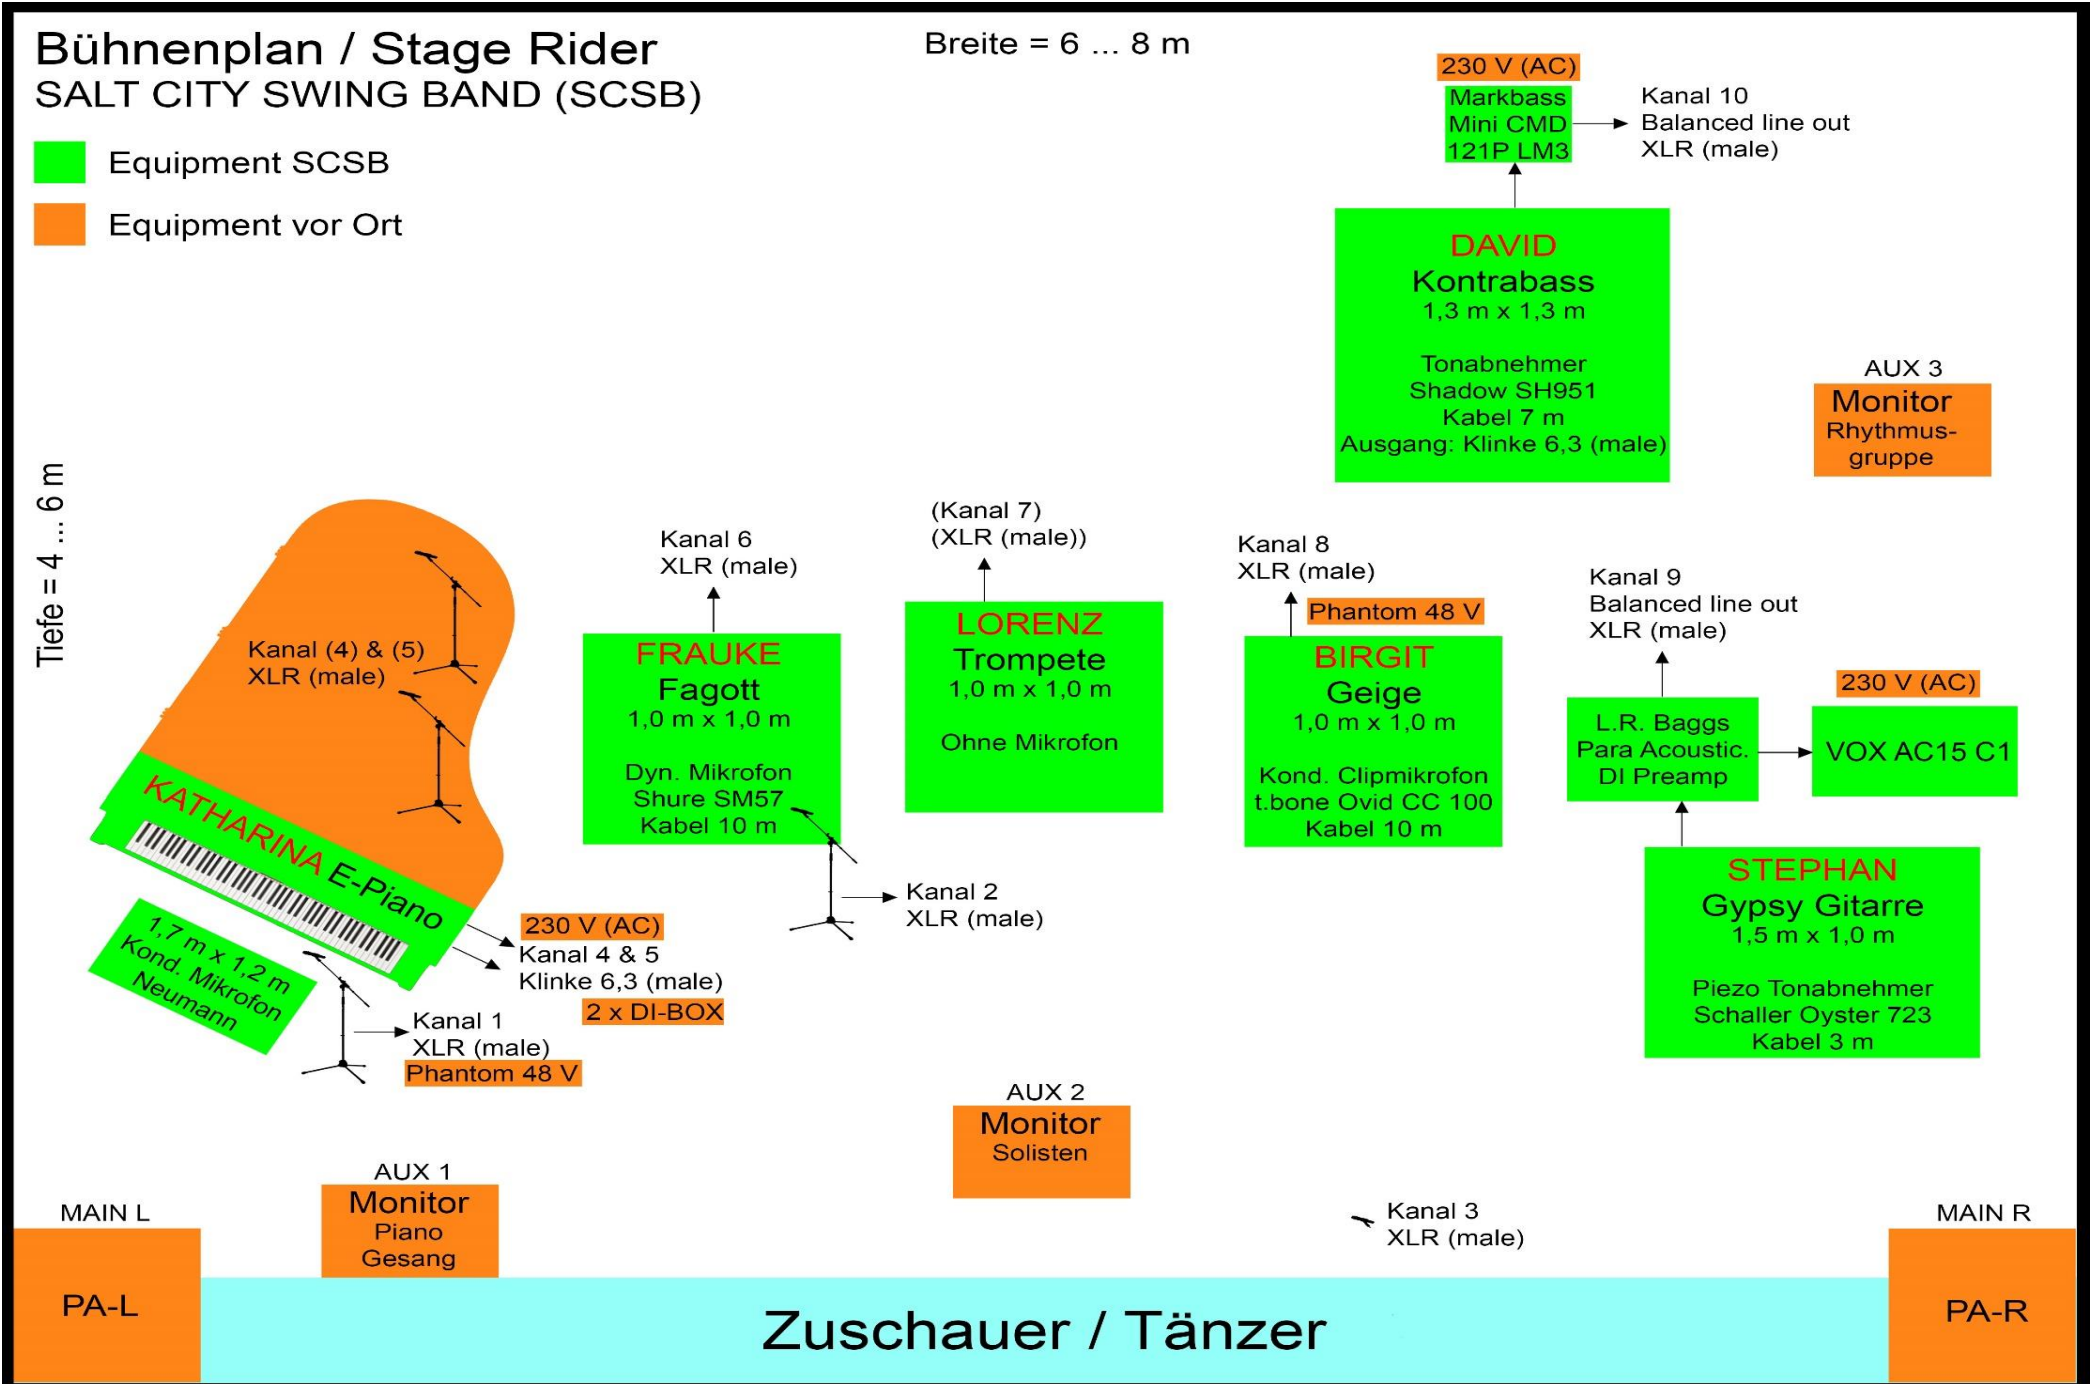 Bühnenplan / Stage Rider
SALT CITY SWING BAND (SCSB)
Equipment SCSB
Equipment vor Ort
Breite = 6 ... 8 m
Tiefe = 4 ... 6 m
230 V (AC)
Markbass
Mini CMD
121P LM3
Kanal 10
Balanced line out
XLR (male)
DAVID
Kontrabass
1,3 m x 1,3 m
Tonabnehmer
Shadow SH951
Kabel 7 m
Ausgang: Klinke 6,3 (male)
AUX 3
Monitor
Rhythmus-
gruppe
Kanal (4) & (5)
XLR (male)
KATHARINA E-Piano
1,7 m x 1,2 m
Kond. Mikrofon
Neumann
230 V (AC)
Kanal 4 & 5
Klinke 6,3 (male)
2 x DI-BOX
Kanal 1
XLR (male)
Phantom 48 V
Kanal 6
XLR (male)
FRAUKE
Fagott
1,0 m x 1,0 m
Dyn. Mikrofon
Shure SM57
Kabel 10 m
Kanal 2
XLR (male)
(Kanal 7)
(XLR (male))
LORENZ
Trompete
1,0 m x 1,0 m
Ohne Mikrofon
Kanal 8
XLR (male)
Phantom 48 V
BIRGIT
Geige
1,0 m x 1,0 m
Kond. Clipmikrofon
t.bone Ovid CC 100
Kabel 10 m
Kanal 9
Balanced line out
XLR (male)
L.R. Baggs
Para Acoustic.
DI Preamp
230 V (AC)
VOX AC15 C1
STEPHAN
Gypsy Gitarre
1,5 m x 1,0 m
Piezo Tonabnehmer
Schaller Oyster 723
Kabel 3 m
AUX 2
Monitor
Solisten
AUX 1
Monitor
Piano
Gesang
Kanal 3
XLR (male)
MAIN L
PA-L
MAIN R
PA-R
Zuschauer / Tänzer